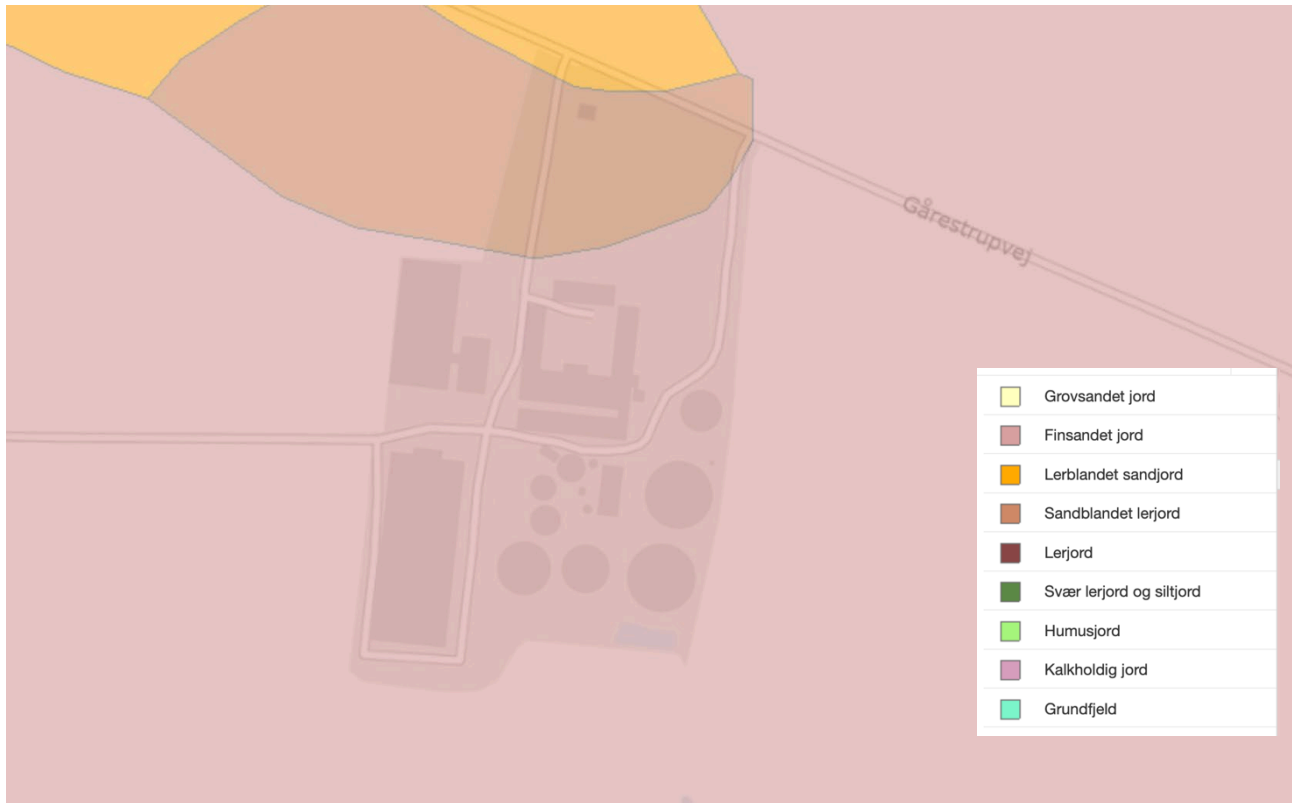 Gårestrupvej
Grovsandet jord
Finsandet jord
Lerblandet sandjord
Sandblandet lerjord
Lerjord
Svær lerjord og siltjord
Humusjord
Kalkholdig jord
Grundfjeld